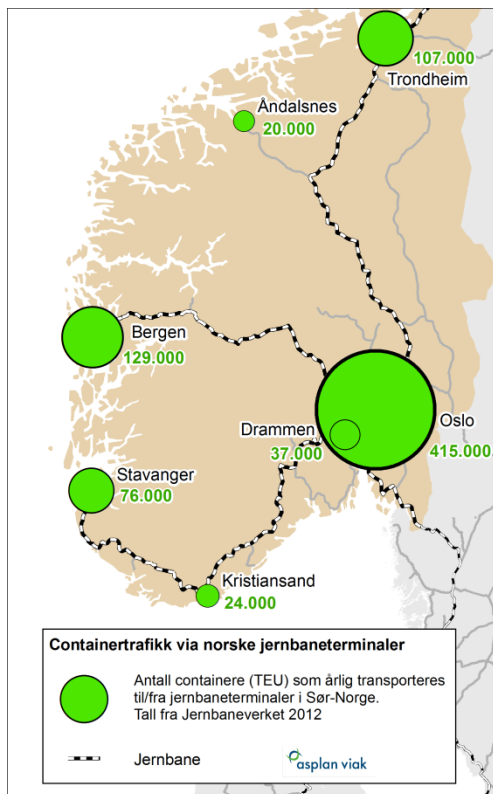 107.000
Trondheim
Åndalsnes
20.000
Bergen
129.000
Drammen
37.000
Oslo
415.000
Stavanger
76.000
Kristiansand
24.000
Containertrafikk via norske jernbaneterminaler
Antall containere (TEU) som årlig transporteres
til/fra jernbaneterminaler i Sør-Norge.
Tall fra Jernbaneverket 2012
Jernbane
asplan viak